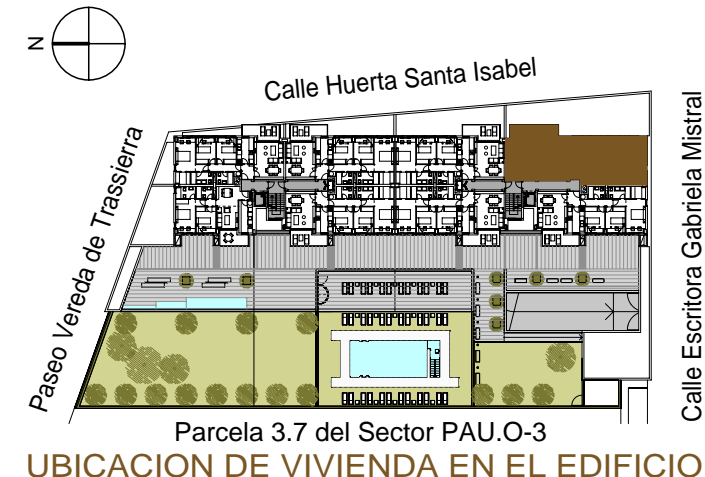 N
Calle Huerta Santa Isabel
Paseo Vereda de Trassierra
Calle Escritora Gabriela Mistral
Parcela 3.7 del Sector PAU.O-3
UBICACION DE VIVIENDA EN EL EDIFICIO